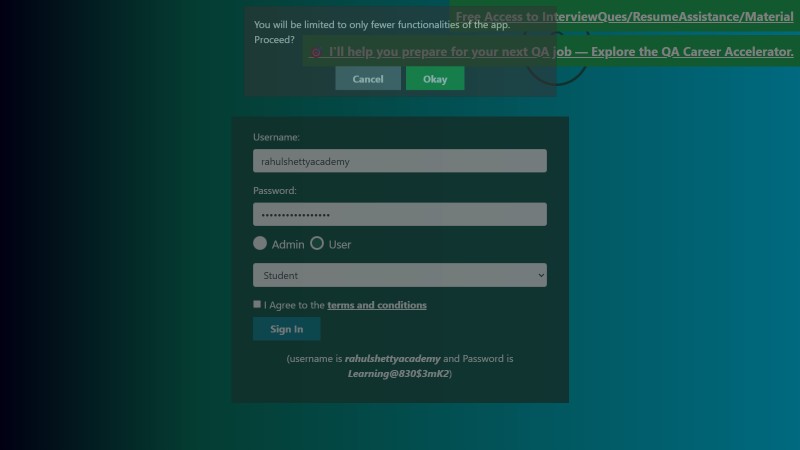 Free Access to InterviewQues/ResumeAssistance/Material
You will be limited to only fewer functionalities of the app.
Proceed?
I'll help you prepare for your next QA job — Explore the QA Career Accelerator.
Cancel
Okay
Username:
rahulshettyacademy
Password:
•••••••••••••••••
Admin
User
Student
I Agree to the terms and conditions
Sign In
(username is rahulshettyacademy and Password is
Learning@830$3mK2)